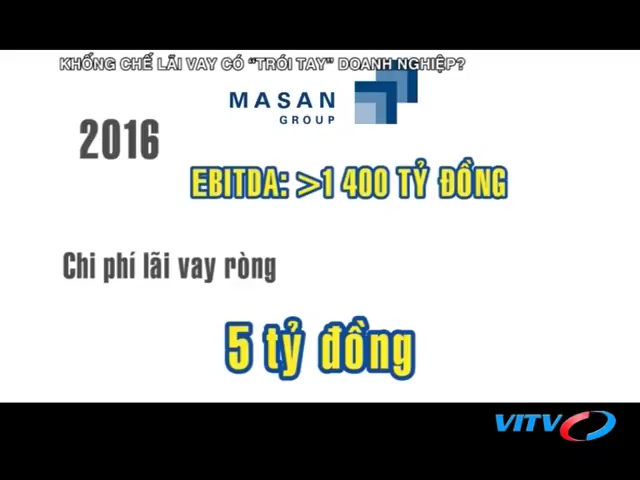 KHỐNG CHẾ LÃI VAY CÓ "TRÓI TAY" DOANH NGHIỆP?
MASAN
GROUP
2016
EBITDA: >1 400 TỶ ĐỒNG
Chi phí lãi vay ròng
5 tỷ đồng
VITV